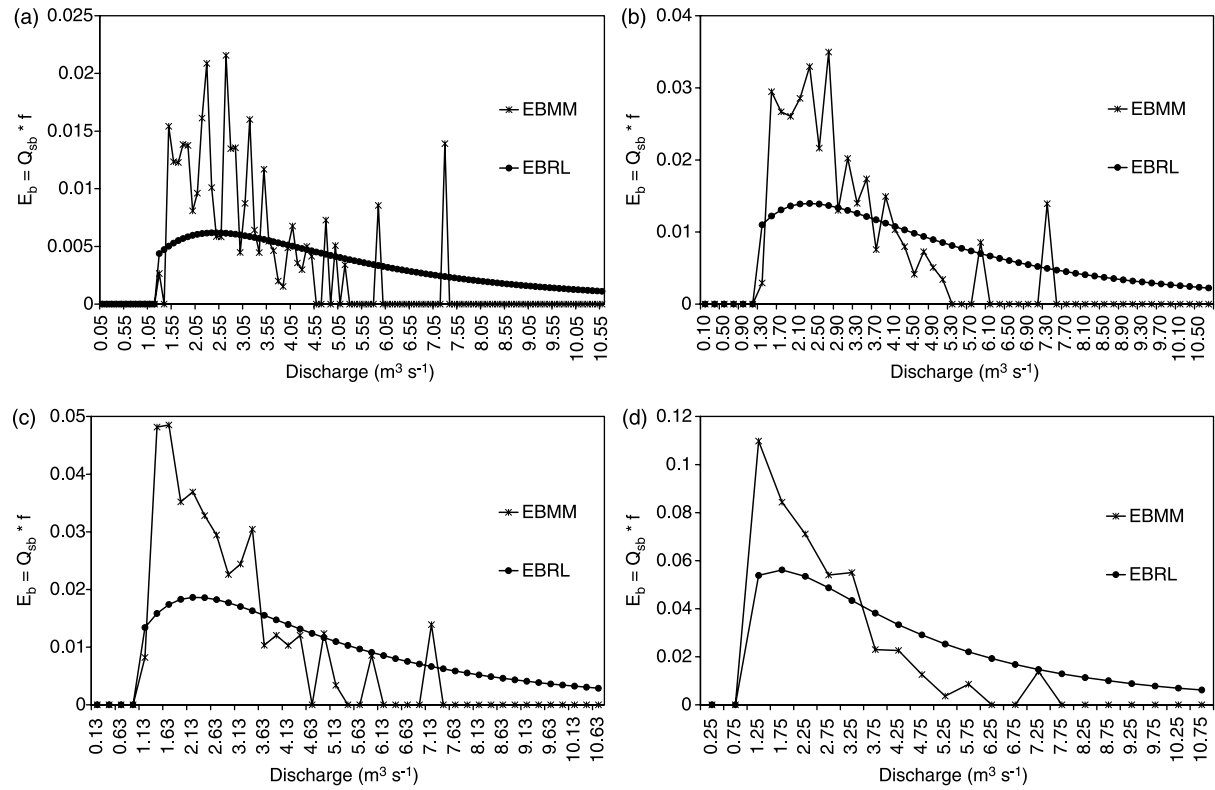 (a)
0.025
0.02
0.015
0.01
0.005
0
E_b = Q_sb * f
EBMM
EBRL
0.05 0.55 1.05 1.55 2.05 2.55 3.05 3.55 4.05 4.55 5.05 5.55 6.05 6.55 7.05 7.55 8.05 8.55 9.05 9.55 10.05 10.55
Discharge (m³ s⁻¹)
(b)
0.04
0.03
0.02
0.01
0
E_b = Q_sb * f
EBMM
EBRL
0.10 0.50 0.90 1.30 1.70 2.10 2.50 2.90 3.30 3.70 4.10 4.50 4.90 5.30 5.70 6.10 6.50 6.90 7.30 7.70 8.10 8.50 8.90 9.30 9.70 10.10 10.50
Discharge (m³ s⁻¹)
(c)
0.05
0.04
0.03
0.02
0.01
0
E_b = Q_sb * f
EBMM
EBRL
0.13 0.63 1.13 1.63 2.13 2.63 3.13 3.63 4.13 4.63 5.13 5.63 6.13 6.63 7.13 7.63 8.13 8.63 9.13 9.63 10.13 10.63
Discharge (m³ s⁻¹)
(d)
0.12
0.1
0.08
0.06
0.04
0.02
0
E_b = Q_sb * f
EBMM
EBRL
0.25 0.75 1.25 1.75 2.25 2.75 3.25 3.75 4.25 4.75 5.25 5.75 6.25 6.75 7.25 7.75 8.25 8.75 9.25 9.75 10.25 10.75
Discharge (m³ s⁻¹)